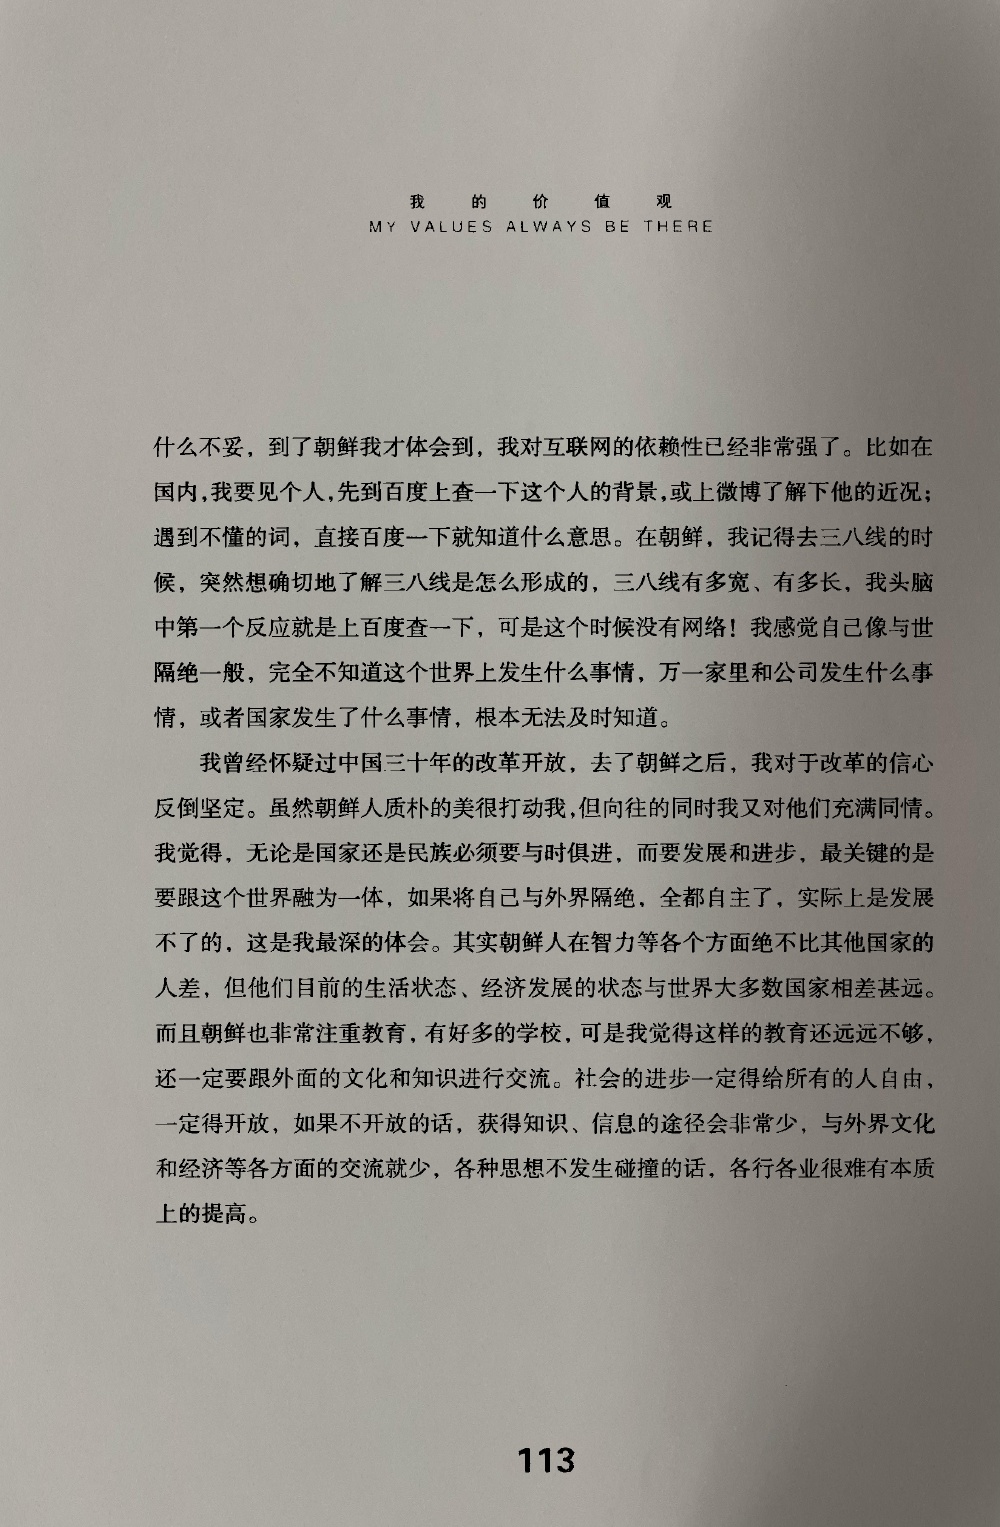 我的价值观
MY VALUES ALWAYS BE THERE
什么不妥，到了朝鲜我才体会到，我对互联网的依赖性已经非常强了。比如在
国内，我要见个人，先到百度上查一下这个人的背景，或上微博了解下他的近况；
遇到不懂的词，直接百度一下就知道什么意思。在朝鲜，我记得去三八线的时
候，突然想确切地了解三八线是怎么形成的，三八线有多宽、有多长，我头脑
中第一个反应就是上百度查一下，可是这个时候没有网络！我感觉自己像与世
隔绝一般，完全不知道这个世界上发生什么事情，万一家里和公司发生什么事
情，或者国家发生了什么事情，根本无法及时知道。
我曾经怀疑过中国三十年的改革开放，去了朝鲜之后，我对于改革的信心
反倒坚定。虽然朝鲜人质朴的美很打动我，但向往的同时我又对他们充满同情。
我觉得，无论是国家还是民族必须要与时俱进，而要发展和进步，最关键的是
要跟这个世界融为一体，如果将自己与外界隔绝，全都自主了，实际上是发展
不了的，这是我最深的体会。其实朝鲜人在智力等各个方面绝不比其他国家的
人差，但他们目前的生活状态、经济发展的状态与世界大多数国家相差甚远。
而且朝鲜也非常注重教育，有好多的学校，可是我觉得这样的教育还远远不够，
还一定要跟外面的文化和知识进行交流。社会的进步一定得给所有的人自由，
一定得开放，如果不开放的话，获得知识、信息的途径会非常少，与外界文化
和经济等各方面的交流就少，各种思想不发生碰撞的话，各行各业很难有本质
上的提高。
113